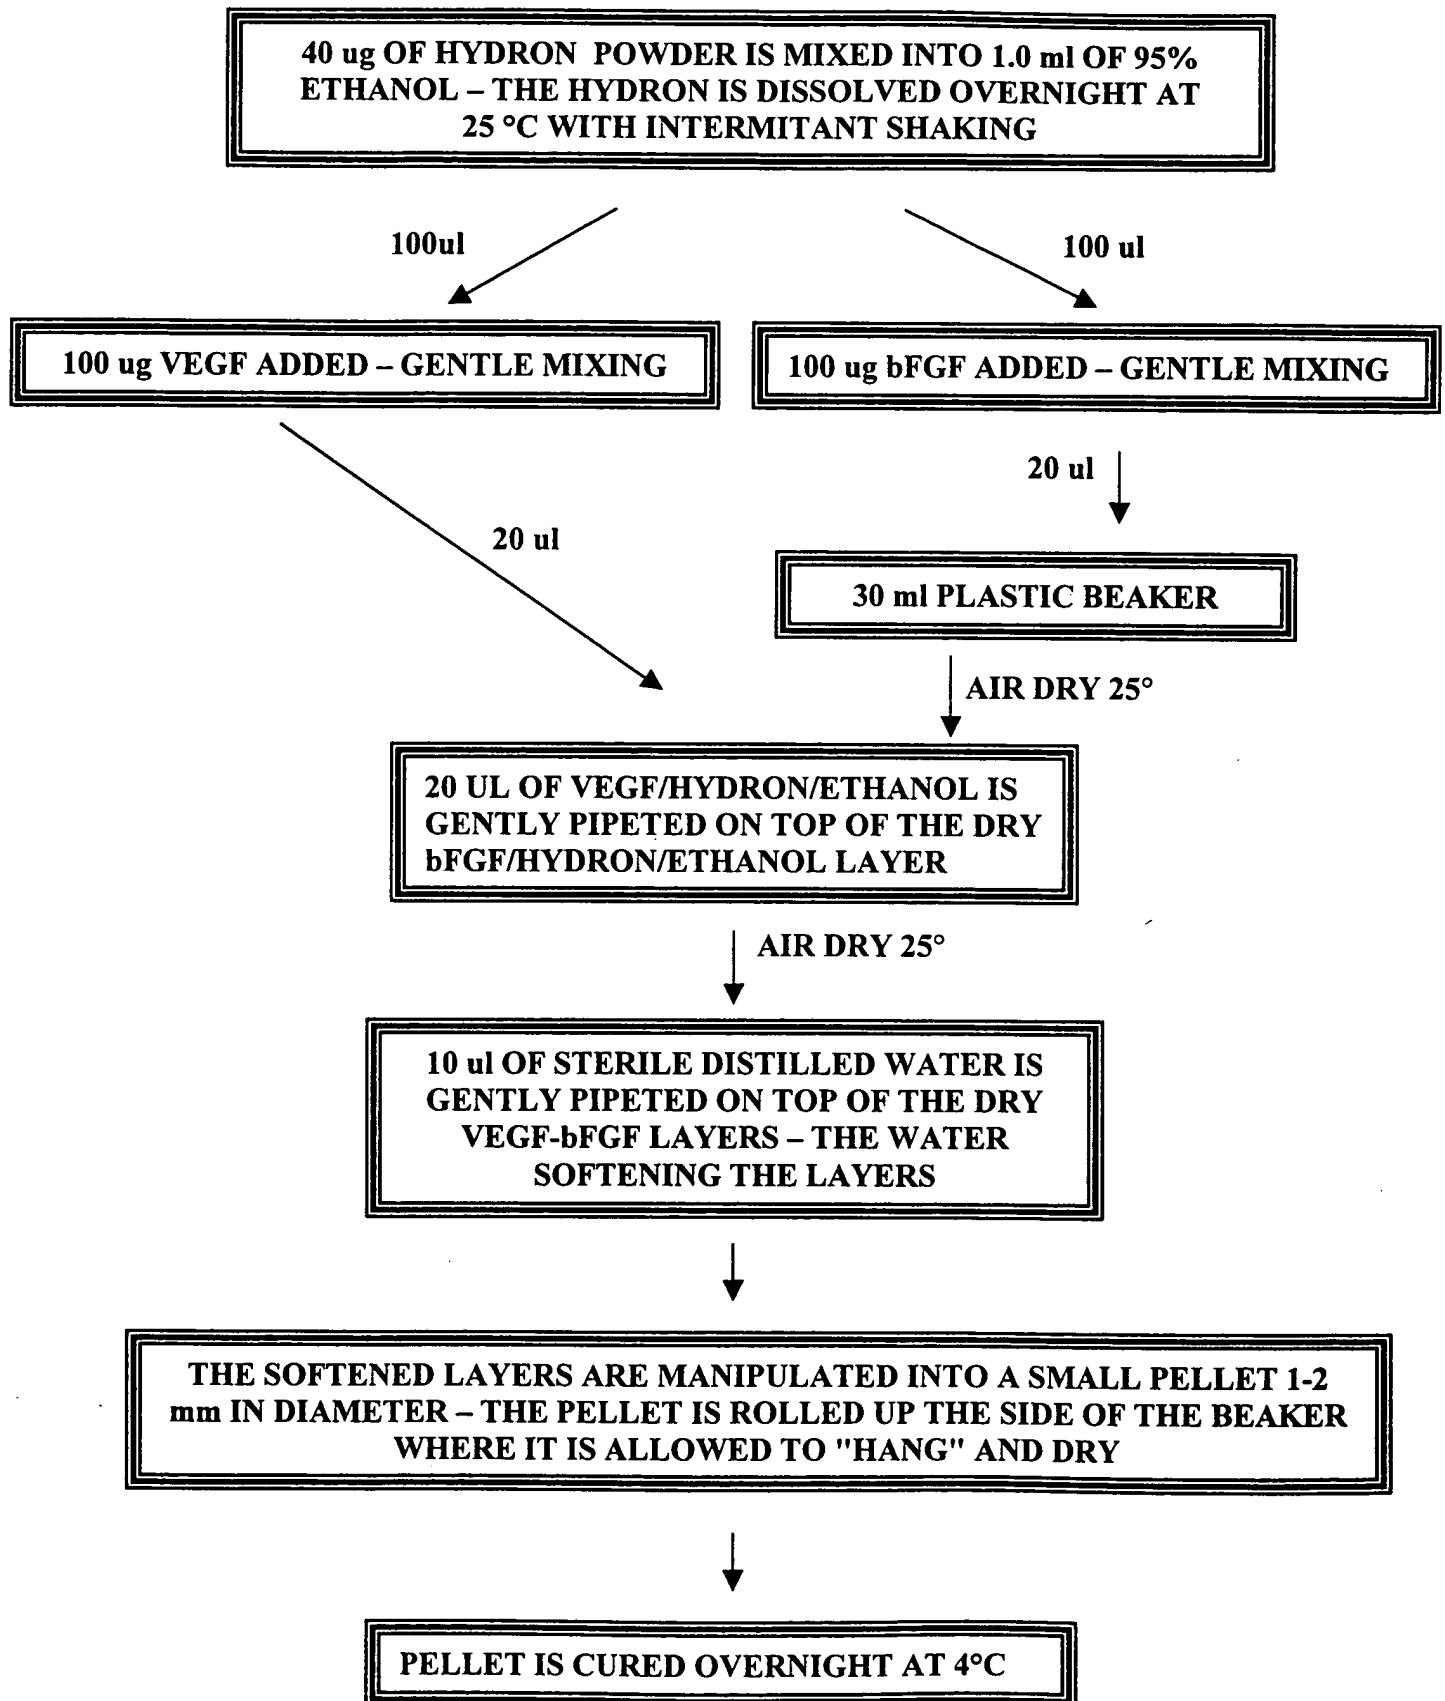 40 ug OF HYDRON POWDER IS MIXED INTO 1.0 ml OF 95%
ETHANOL – THE HYDRON IS DISSOLVED OVERNIGHT AT
25 °C WITH INTERMITANT SHAKING
100ul
100 ul
100 ug VEGF ADDED – GENTLE MIXING
100 ug bFGF ADDED – GENTLE MIXING
20 ul
20 ul
30 ml PLASTIC BEAKER
AIR DRY 25°
20 UL OF VEGF/HYDRON/ETHANOL IS
GENTLY PIPETED ON TOP OF THE DRY
bFGF/HYDRON/ETHANOL LAYER
AIR DRY 25°
10 ul OF STERILE DISTILLED WATER IS
GENTLY PIPETED ON TOP OF THE DRY
VEGF-bFGF LAYERS – THE WATER
SOFTENING THE LAYERS
THE SOFTENED LAYERS ARE MANIPULATED INTO A SMALL PELLET 1-2
mm IN DIAMETER – THE PELLET IS ROLLED UP THE SIDE OF THE BEAKER
WHERE IT IS ALLOWED TO "HANG" AND DRY
PELLET IS CURED OVERNIGHT AT 4°C